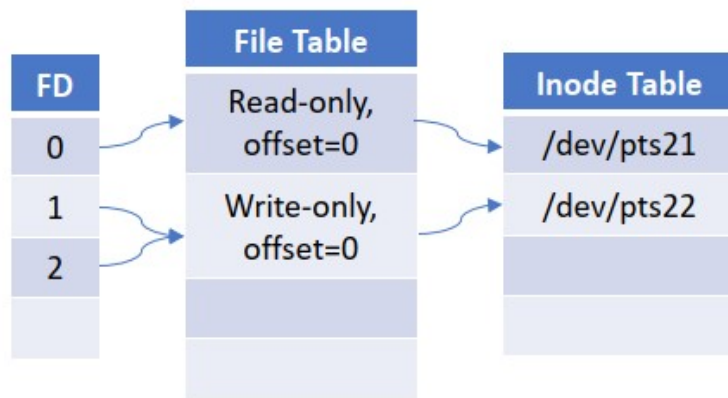 FD
0
1
2
File Table
Read-only,
offset=0
Write-only,
offset=0
Inode Table
/dev/pts21
/dev/pts22